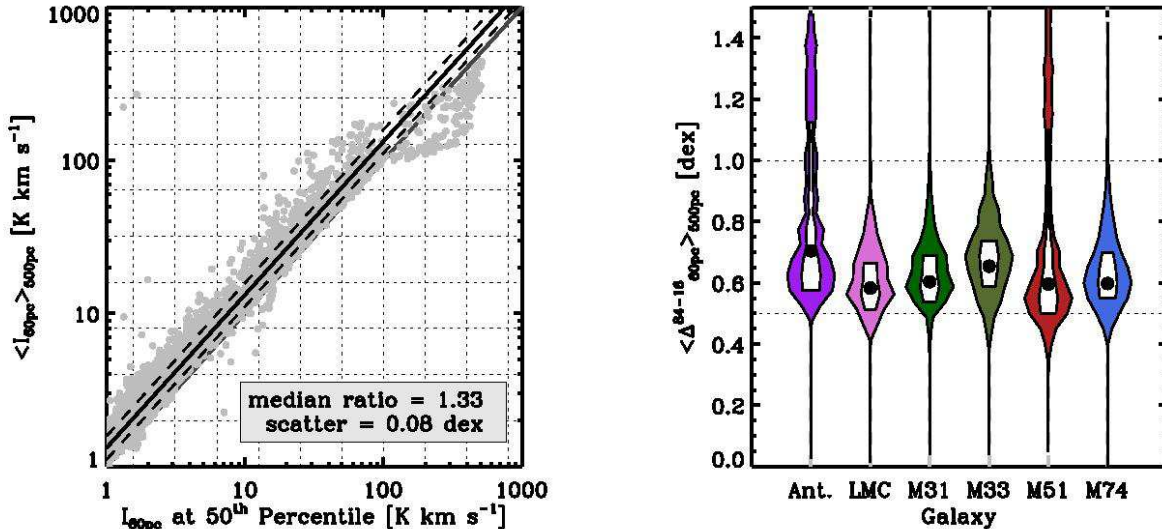 1000
100
10
1
<I60pc>500pc [K km s⁻¹]
median ratio = 1.33
scatter = 0.08 dex
1 10 100 1000
I60pc at 50th Percentile [K km s⁻¹]
1.4
1.2
1.0
0.8
0.6
0.4
0.2
0.0
<Δ⁸⁴⁻¹⁶60pc>500pc [dex]
Ant. LMC M31 M33 M51 M74
Galaxy